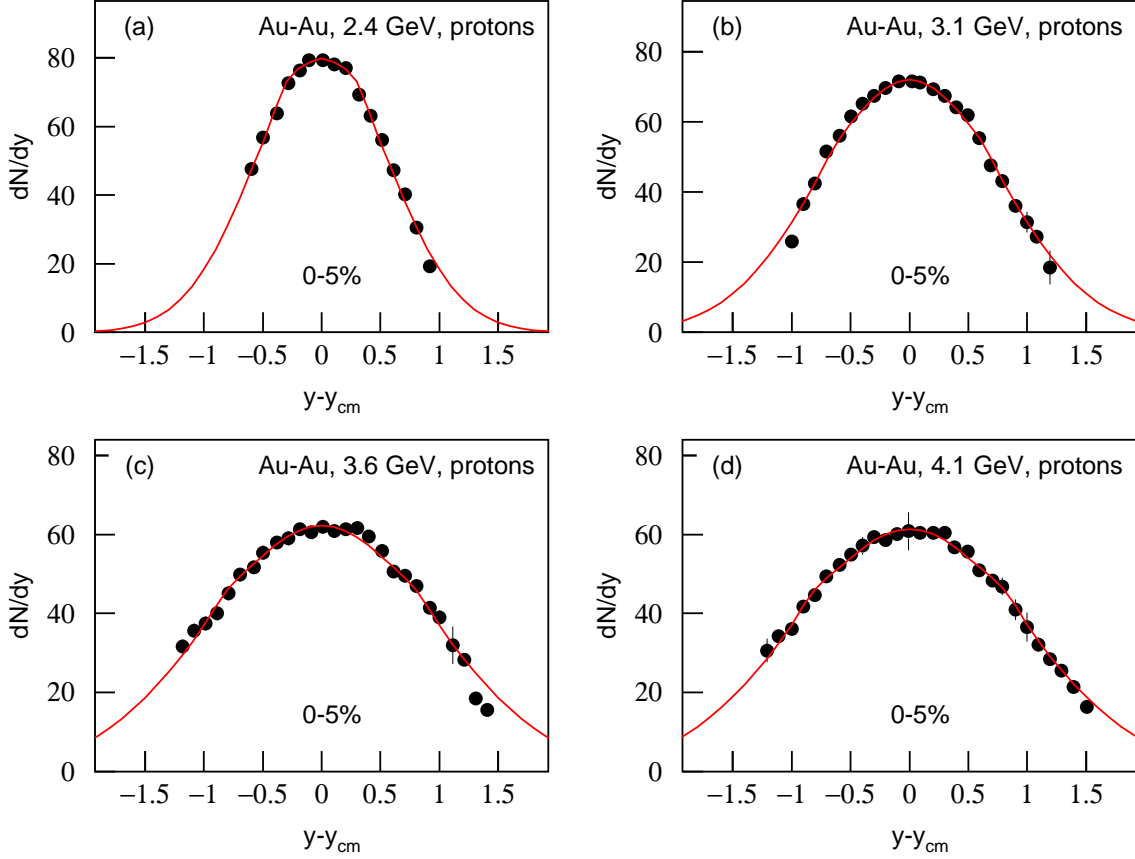 (a)
Au-Au, 2.4 GeV, protons
dN/dy
80
60
40
20
0
0-5%
−1.5 −1 −0.5 0 0.5 1 1.5
y-ycm
(b)
Au-Au, 3.1 GeV, protons
dN/dy
80
60
40
20
0
0-5%
−1.5 −1 −0.5 0 0.5 1 1.5
y-ycm
(c)
Au-Au, 3.6 GeV, protons
dN/dy
80
60
40
20
0
0-5%
−1.5 −1 −0.5 0 0.5 1 1.5
y-ycm
(d)
Au-Au, 4.1 GeV, protons
dN/dy
80
60
40
20
0
0-5%
−1.5 −1 −0.5 0 0.5 1 1.5
y-ycm